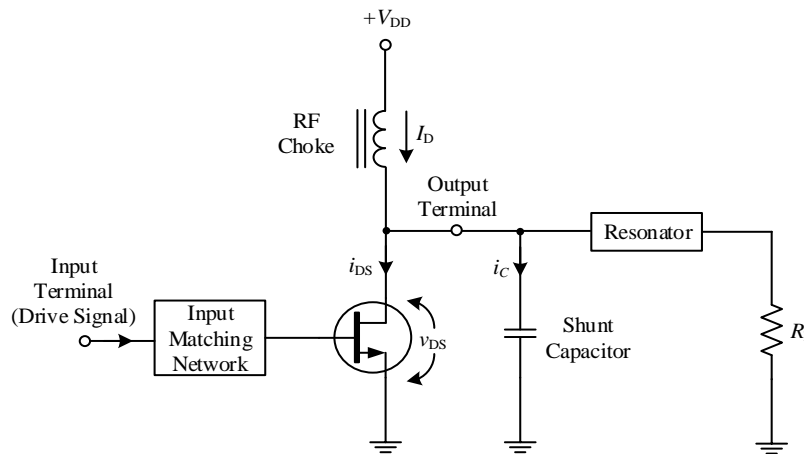 +VDD
RF
Choke
ID
Output
Terminal
Resonator
Input
Terminal
(Drive Signal)
Input
Matching
Network
iDS
vDS
iC
Shunt
Capacitor
R